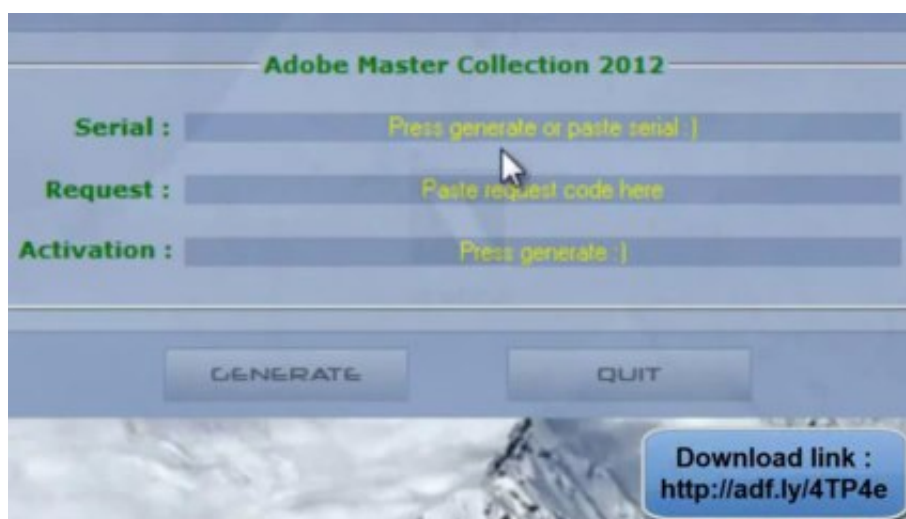 Adobe Master Collection 2012
Serial : Press generate or paste serial :)
Request : Paste request code here
Activation : Press generate :)
GENERATE QUIT
Download link :
http://adf.ly/4TP4e